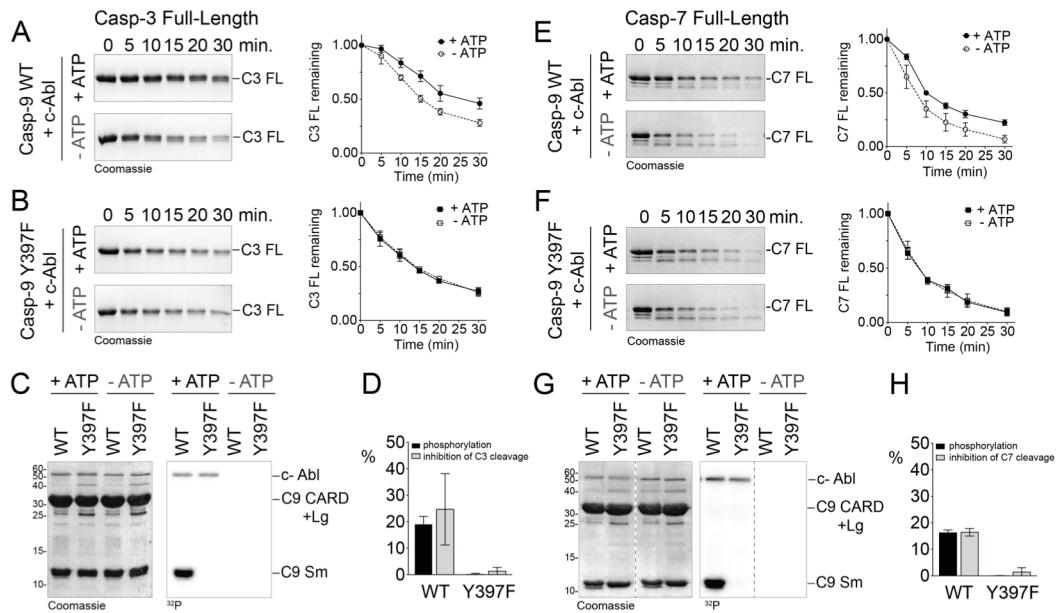 Casp-3 Full-Length
A
0 5 10 15 20 30 min.
Casp-9 WT
+ c-Abl
+ ATP
- ATP
C3 FL
C3 FL
Coomassie
C3 FL remaining
1.00
0.50
0.00
+ ATP
- ATP
0 5 10 15 20 30
Time (min)
B
0 5 10 15 20 30 min.
Casp-9 Y397F
+ c-Abl
+ ATP
- ATP
C3 FL
C3 FL
Coomassie
C3 FL remaining
1.00
0.50
0.00
+ ATP
- ATP
0 5 10 15 20 30
Time (min)
C
+ ATP - ATP + ATP - ATP
WT Y397F WT Y397F WT Y397F WT Y397F
60
50
40
30
25
15
10
c- Abl
C9 CARD
+Lg
C9 Sm
Coomassie
32P
D
%
50
40
30
20
10
0
phosphorylation
inhibition of C3 cleavage
WT Y397F
Casp-7 Full-Length
E
0 5 10 15 20 30 min.
Casp-9 WT
+ c-Abl
+ ATP
- ATP
C7 FL
C7 FL
Coomassie
C7 FL remaining
1.00
0.50
0.00
+ ATP
- ATP
0 5 10 15 20 30
Time (min)
F
0 5 10 15 20 30 min.
Casp-9 Y397F
+ c-Abl
+ ATP
- ATP
C7 FL
C7 FL
Coomassie
C7 FL remaining
1.00
0.50
0.00
+ ATP
- ATP
0 5 10 15 20 30
Time (min)
G
+ ATP - ATP + ATP - ATP
WT Y397F WT Y397F WT Y397F WT Y397F
60
50
40
30
25
15
10
c- Abl
C9 CARD
+Lg
C9 Sm
Coomassie
32P
H
%
50
40
30
20
10
0
phosphorylation
inhibition of C7 cleavage
WT Y397F